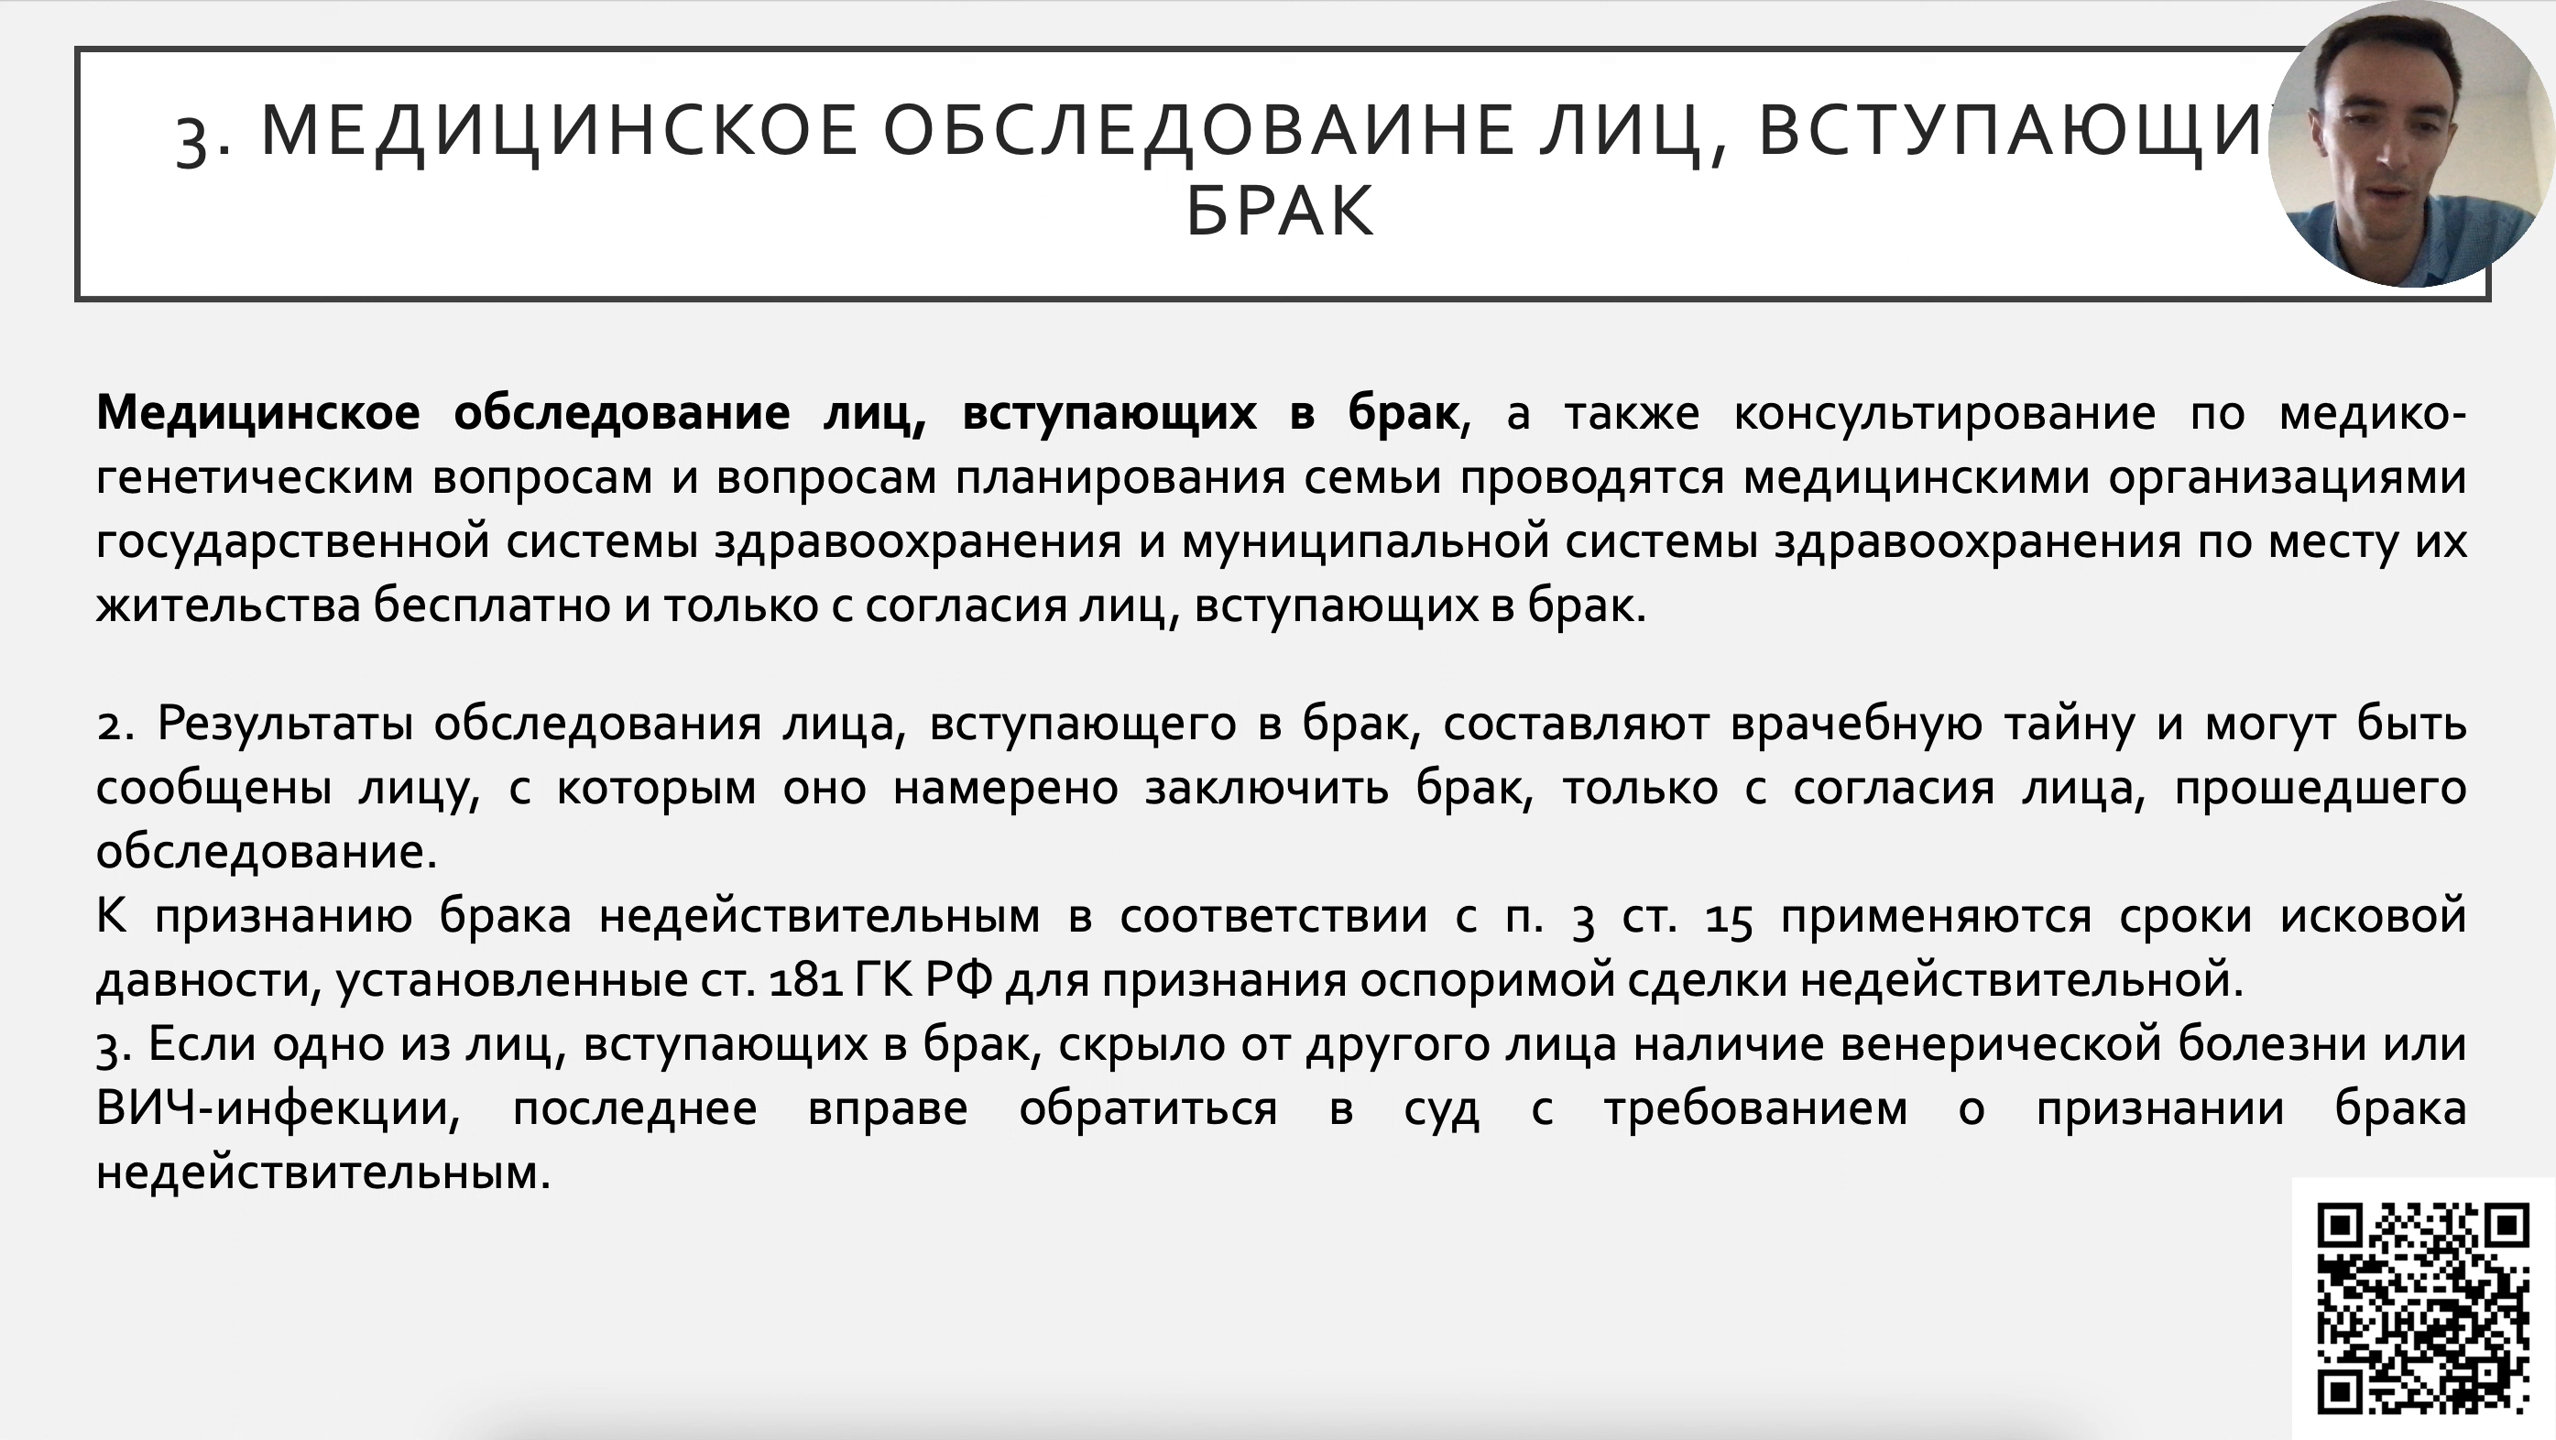 3. МЕДИЦИНСКОЕ ОБСЛЕДОВАИНЕ ЛИЦ,
БРАК
Медицинское обследование лиц, вступающих в брак, а также консультирование по медико-
генетическим вопросам и вопросам планирования семьи проводятся медицинскими организациями
государственной системы здравоохранения и муниципальной системы здравоохранения по месту их
жительства бесплатно и только с согласия лиц, вступающих в брак.
2. Результаты обследования лица, вступающего в брак, составляют врачебную тайну и могут быть
сообщены лицу, с которым оно намерено заключить брак, только с согласия лица, прошедшего
обследование.
К признанию брака недействительным в соответствии с п. 3 ст. 15 применяются сроки исковой
давности, установленные ст. 181 ГК РФ для признания оспоримой сделки недействительной.
3. Если одно из лиц, вступающих в брак, скрыло от другого лица наличие венерической болезни или
ВИЧ-инфекции, последнее вправе обратиться в суд с требованием о признании брака
недействительным.